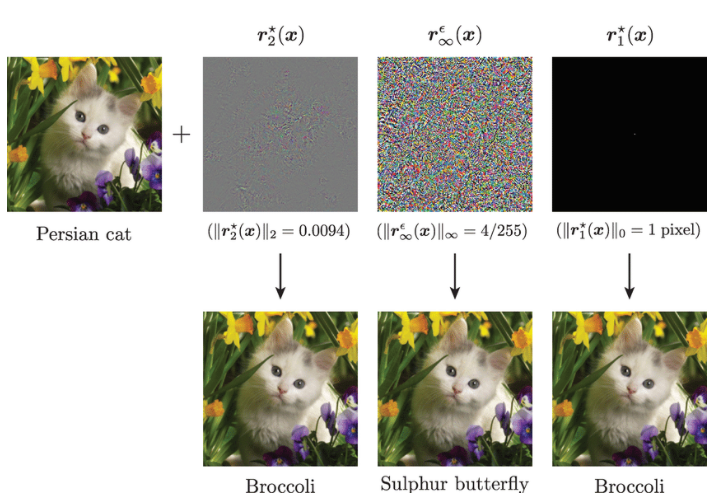 r₂⋆(x) r∞ϵ(x) r₁⋆(x)
+
Persian cat (‖r₂⋆(x)‖₂ = 0.0094) (‖r∞ϵ(x)‖∞ = 4/255) (‖r₁⋆(x)‖₀ = 1 pixel)
Broccoli Sulphur butterfly Broccoli